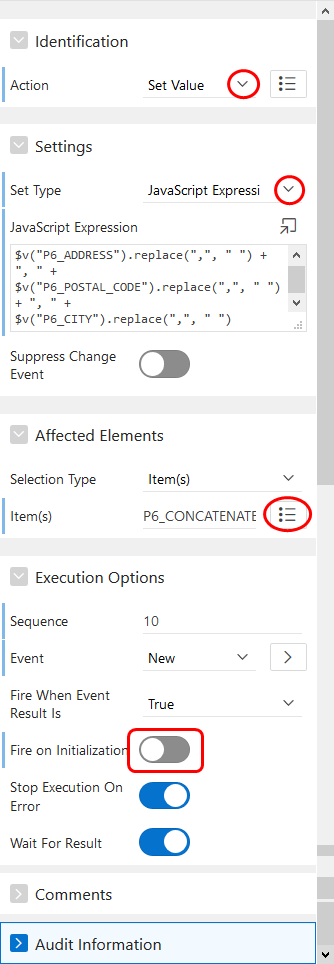 Identification
Action
Set Value
Settings
Set Type
JavaScript Expressi
JavaScript Expression
$v("P6_ADDRESS").replace(",", " ") +
", " +
$v("P6_POSTAL_CODE").replace(",", " ")
+ ", " +
$v("P6_CITY").replace(",", " ")
Suppress Change
Event
Affected Elements
Selection Type
Item(s)
Item(s)
P6_CONCATENATE
Execution Options
Sequence
10
Event
New
Fire When Event
Result Is
True
Fire on Initialization
Stop Execution On
Error
Wait For Result
Comments
Audit Information